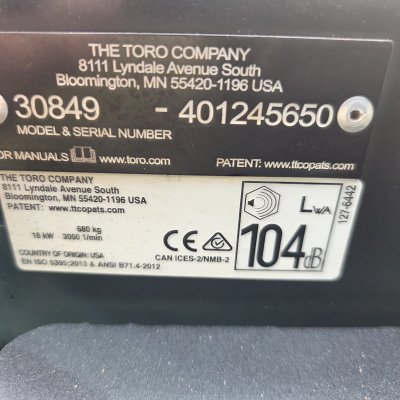 THE TORO COMPANY
8111 Lyndale Avenue South
Bloomington, MN 55420-1196 USA
30849 - 401245650
MODEL & SERIAL NUMBER
OR MANUALS www.toro.com
PATENT: www.ttcopats.com
THE TORO COMPANY
8111 Lyndale Avenue South
Bloomington, MN 55420-1196 USA
PATENT: www.ttcopats.com
680 kg
18 kW 3050 1/min
COUNTRY OF ORIGIN: USA
EN ISO 5395:2013 & ANSI B71.4-2012
CE
CAN ICES-2/NMB-2
LWA
104 dB
127-6442